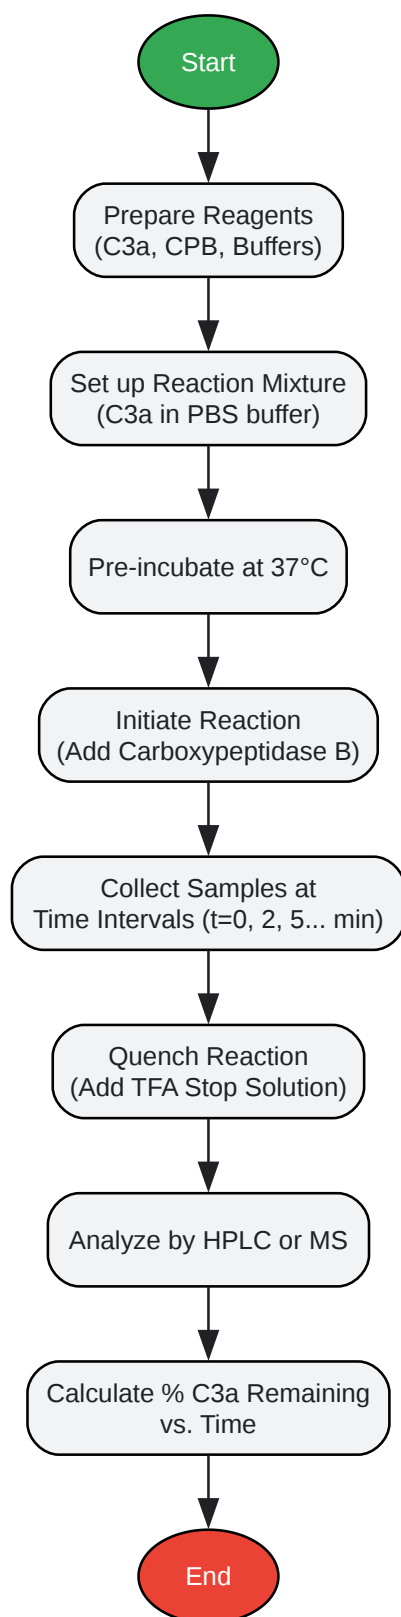 Start
Prepare Reagents
(C3a, CPB, Buffers)
Set up Reaction Mixture
(C3a in PBS buffer)
Pre-incubate at 37°C
Initiate Reaction
(Add Carboxypeptidase B)
Collect Samples at
Time Intervals (t=0, 2, 5... min)
Quench Reaction
(Add TFA Stop Solution)
Analyze by HPLC or MS
Calculate % C3a Remaining
vs. Time
End